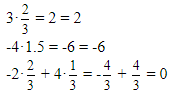 3·2/3 = 2 = 2
-4·1.5 = -6 = -6
-2·2/3 + 4·1/3 = -4/3 + 4/3 = 0